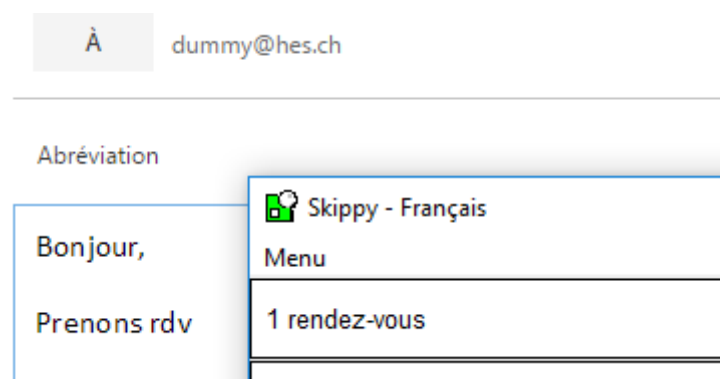 À dummy@hes.ch
Abréviation
Skippy - Français
Bonjour,
Menu
Prenons rdv
1 rendez-vous